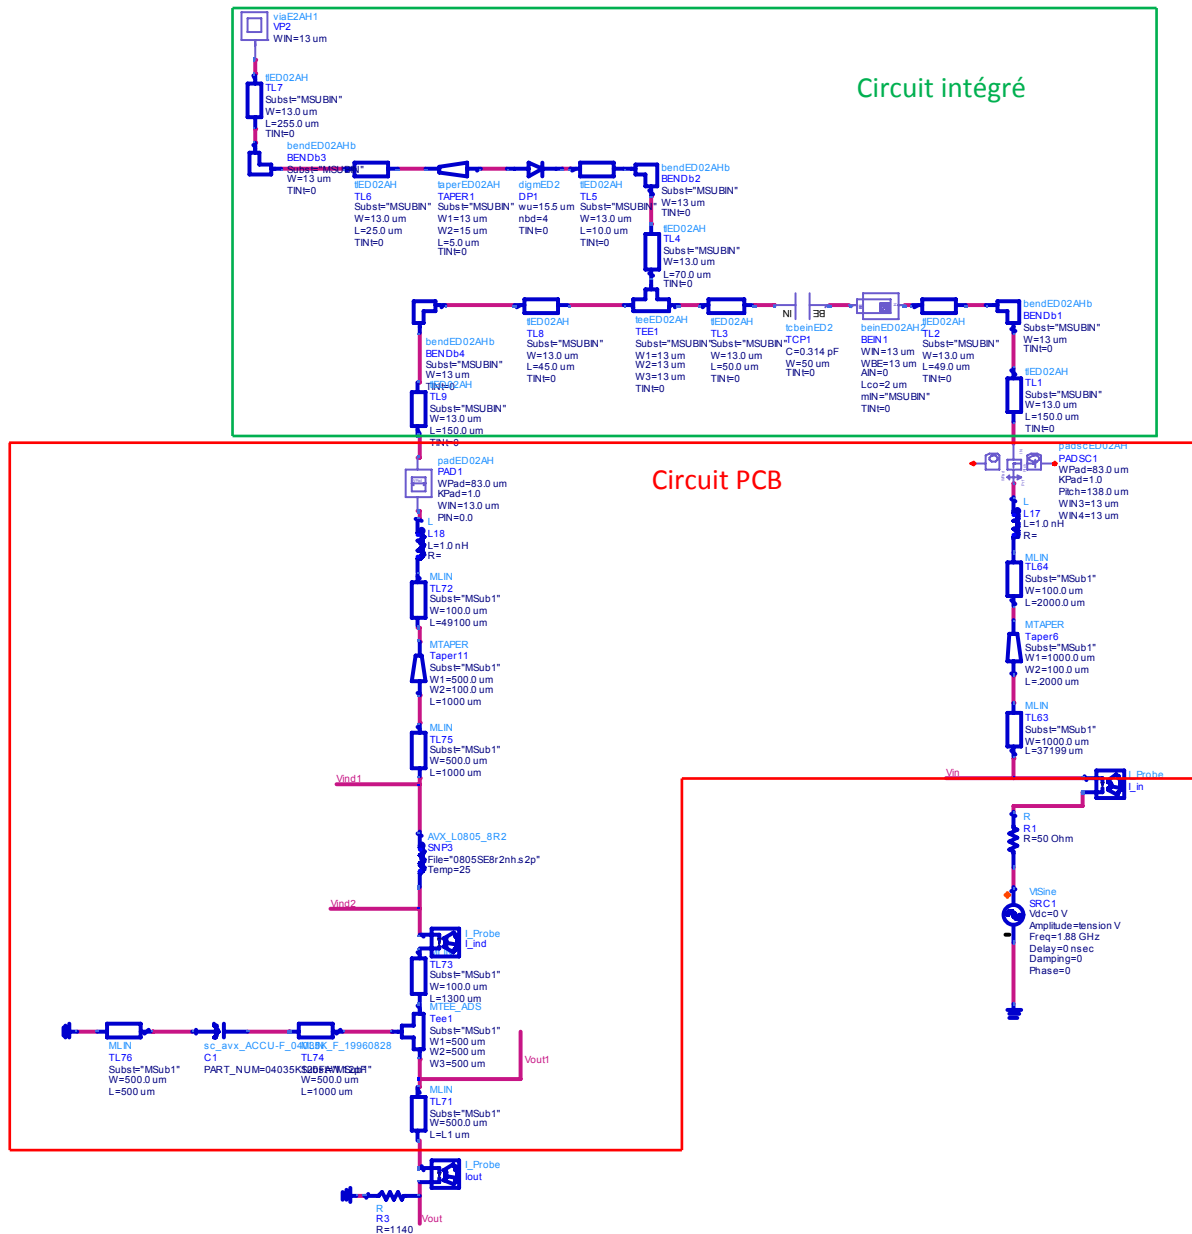 viaE2AH1
VP2
WIN=13 um
tlED02AH
TL7
Subst="MSUBIN"
W=13.0 um
L=255.0 um
TINt=0
bendED02AHb
BENDb3
Subst="MSUBIN"
W=13 um
TINt=0
Circuit intégré
tlED02AH
TL6
Subst="MSUBIN"
W=13.0 um
L=25.0 um
TINt=0
taperED02AH
TAPER1
Subst="MSUBIN"
W1=13 um
W2=15 um
L=5.0 um
TINt=0
digmED2
DP1
wu=15.5 um
nbd=4
TINt=0
tlED02AH
TL5
Subst="MSUBIN"
W=13.0 um
L=10.0 um
TINt=0
bendED02AHb
BENDb2
Subst="MSUBIN"
W=13 um
TINt=0
tlED02AH
TL4
Subst="MSUBIN"
W=13.0 um
L=70.0 um
TINt=0
bendED02AHb
BENDb4
Subst="MSUBIN"
W=13 um
TINt=0
tlED02AH
TL8
Subst="MSUBIN"
W=13.0 um
L=45.0 um
TINt=0
teeED02AH
TEE1
Subst="MSUBIN"
W1=13 um
W2=13 um
W3=13 um
TINt=0
tlED02AH
TL3
Subst="MSUBIN"
W=13.0 um
L=50.0 um
TINt=0
IN
BE
tcbeinED2
TCP1
C=0.314 pF
W=50 um
TINt=0
beinED02AH2
BEIN1
WIN=13 um
WBE=13 um
AIN=0
Lco=2 um
mIN="MSUBIN"
TINt=0
tlED02AH
TL2
Subst="MSUBIN"
W=13.0 um
L=49.0 um
TINt=0
bendED02AHb
BENDb1
Subst="MSUBIN"
W=13 um
TINt=0
tlED02AH
TL9
Subst="MSUBIN"
W=13.0 um
L=150.0 um
TINt=0
tlED02AH
TL1
Subst="MSUBIN"
W=13.0 um
L=150.0 um
TINt=0
Circuit PCB
padED02AH
PAD1
WPad=83.0 um
KPad=1.0
WIN=13.0 um
PIN=0.0
padscED02AH
PADSC1
WPad=83.0 um
KPad=1.0
Pitch=138.0 um
WIN3=13 um
WIN4=13 um
L
L18
L=1.0 nH
R=
L
L17
L=1.0 nH
R=
MLIN
TL72
Subst="MSub1"
W=100.0 um
L=49100 um
MLIN
TL64
Subst="MSub1"
W=100.0 um
L=2000.0 um
MTAPER
Taper11
Subst="MSub1"
W1=500.0 um
W2=100.0 um
L=1000 um
MTAPER
Taper6
Subst="MSub1"
W1=1000.0 um
W2=100.0 um
L=.2000 um
MLIN
TL75
Subst="MSub1"
W=500.0 um
L=1000 um
MLIN
TL63
Subst="MSub1"
W=1000.0 um
L=37199 um
Vind1
Vin
I_Probe
I_in
AVX_L0805_8R2
SNP3
File="0805SE8r2nh.s2p"
Temp=25
R
R1
R=50 Ohm
Vind2
I_Probe
I_ind
VtSine
SRC1
Vdc=0 V
Amplitude=tension V
Freq=1.88 GHz
Delay=0 nsec
Damping=0
Phase=0
TL73
Subst="MSub1"
W=100.0 um
L=1300 um
MTEE_ADS
Tee1
Subst="MSub1"
W1=500 um
W2=500 um
W3=500 um
MLIN
TL76
Subst="MSub1"
W=500.0 um
L=500 um
C1
TL74
W=500.0 um
L=1000 um
Vout1
MLIN
TL71
Subst="MSub1"
W=500.0 um
L=L1 um
I_Probe
Iout
R
R3
R=1140
Vout